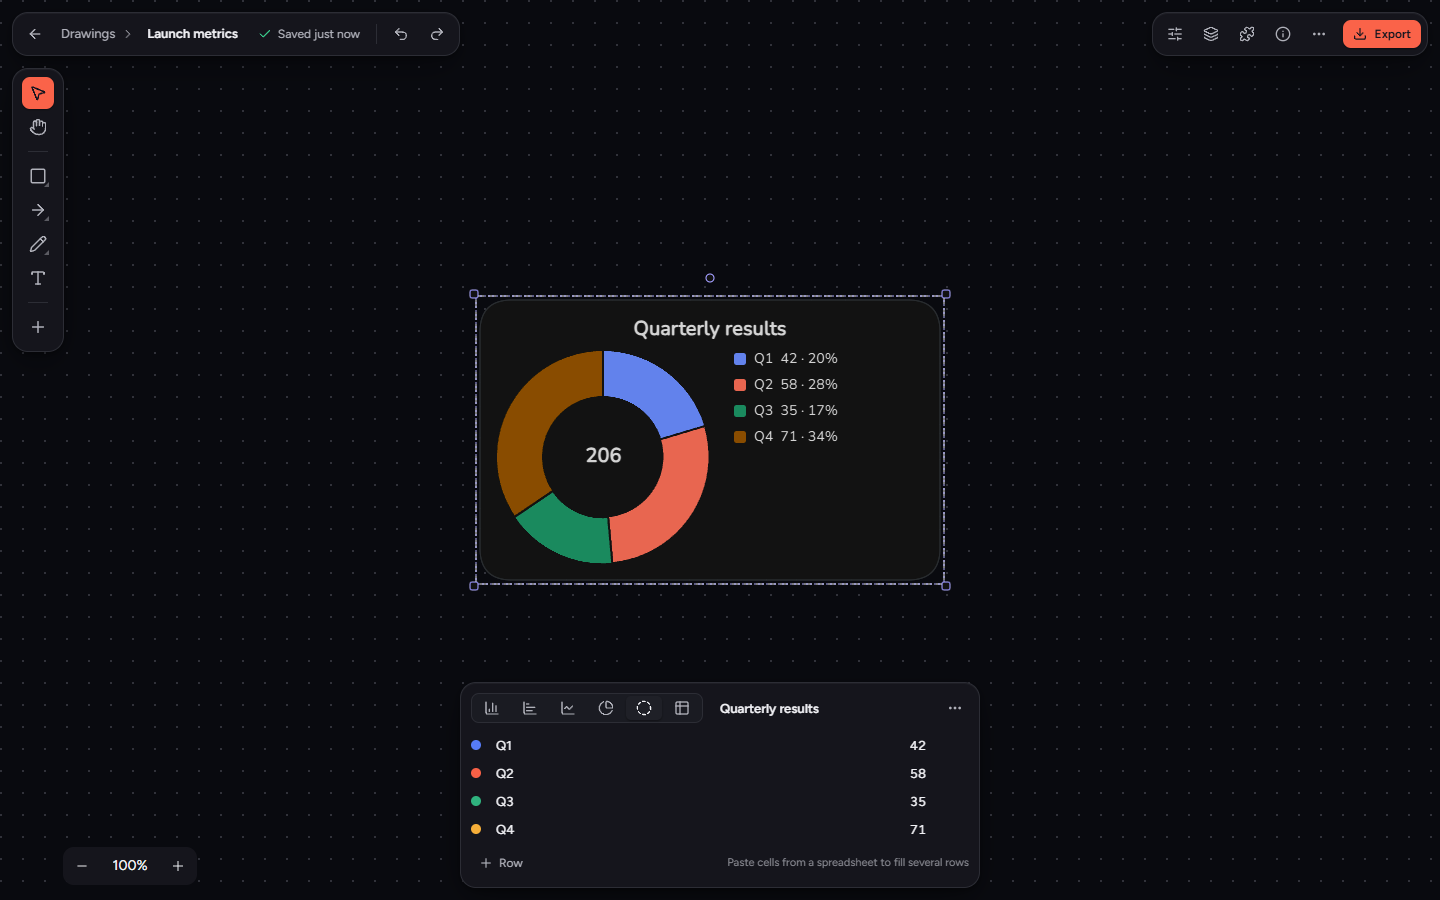 Drawings > Launch metrics
Saved just now
Export
Quarterly results
Q1 42 · 20%
Q2 58 · 28%
Q3 35 · 17%
Q4 71 · 34%
206
Quarterly results
Q1 42
Q2 58
Q3 35
Q4 71
+ Row
Paste cells from a spreadsheet to fill several rows
− 100% +